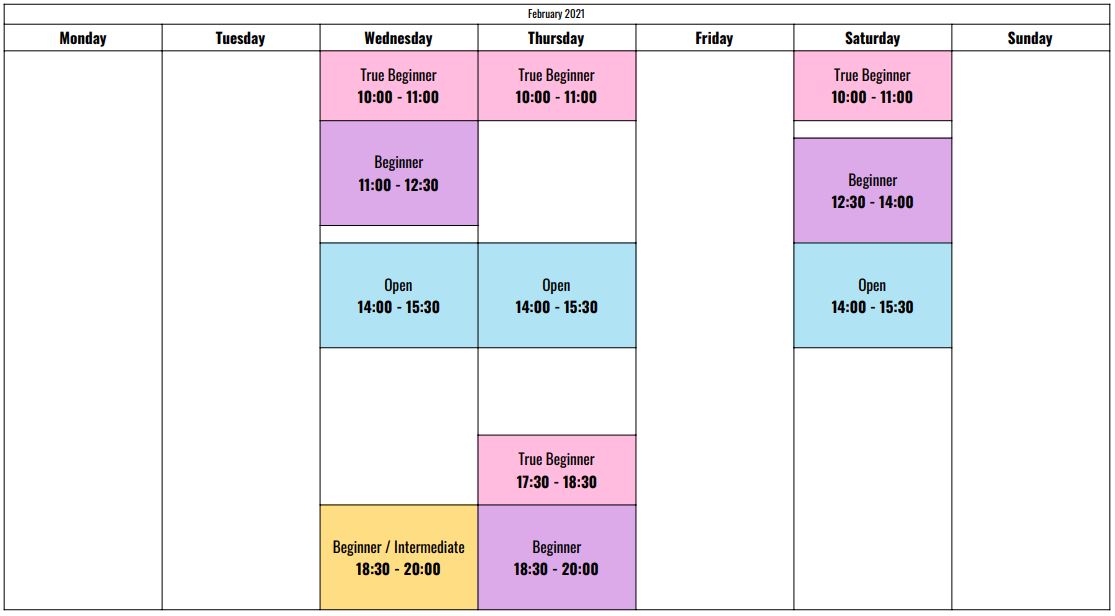 February 2021
Monday Tuesday Wednesday Thursday Friday Saturday Sunday
True Beginner
10:00 - 11:00
True Beginner
10:00 - 11:00
True Beginner
10:00 - 11:00
Beginner
11:00 - 12:30
Beginner
12:30 - 14:00
Open
14:00 - 15:30
Open
14:00 - 15:30
Open
14:00 - 15:30
True Beginner
17:30 - 18:30
Beginner / Intermediate
18:30 - 20:00
Beginner
18:30 - 20:00